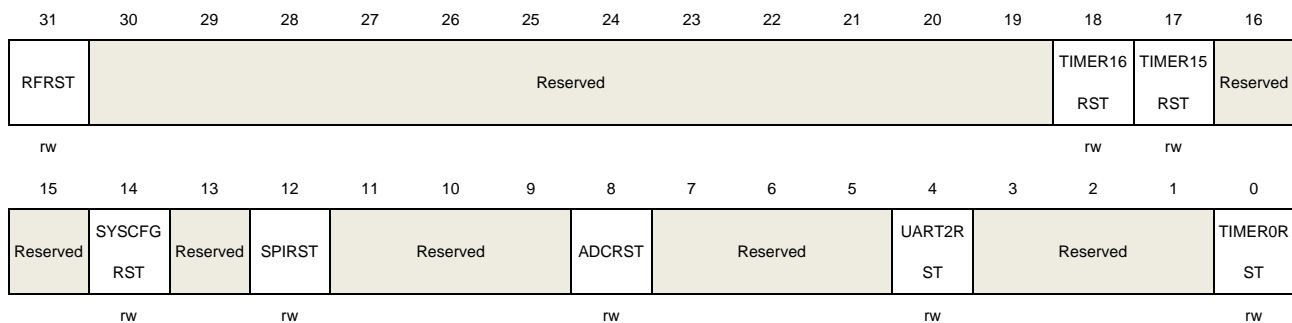 31 30 29 28 27 26 25 24 23 22 21 20 19 18 17 16
RFRST Reserved TIMER16 TIMER15 Reserved
RST RST
rw rw rw
15 14 13 12 11 10 9 8 7 6 5 4 3 2 1 0
Reserved SYSCFG Reserved SPIRST Reserved ADCRST Reserved UART2R Reserved TIMER0R
RST ST ST
rw rw rw rw rw